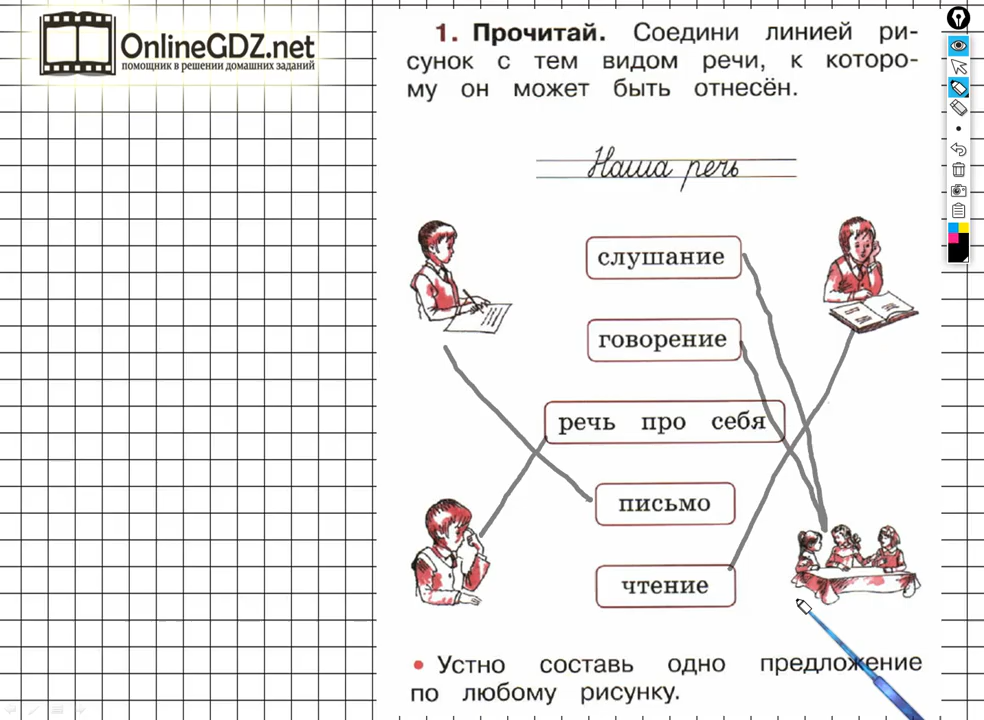 OnlineGDZ.net
помощник в решении домашних заданий
1. Прочитай. Соедини линией ри-
сунок с тем видом речи, к которо-
му он может быть отнесён.
Наша речь
слушание
говорение
речь про себя
письмо
чтение
• Устно составь одно предложение
по любому рисунку.